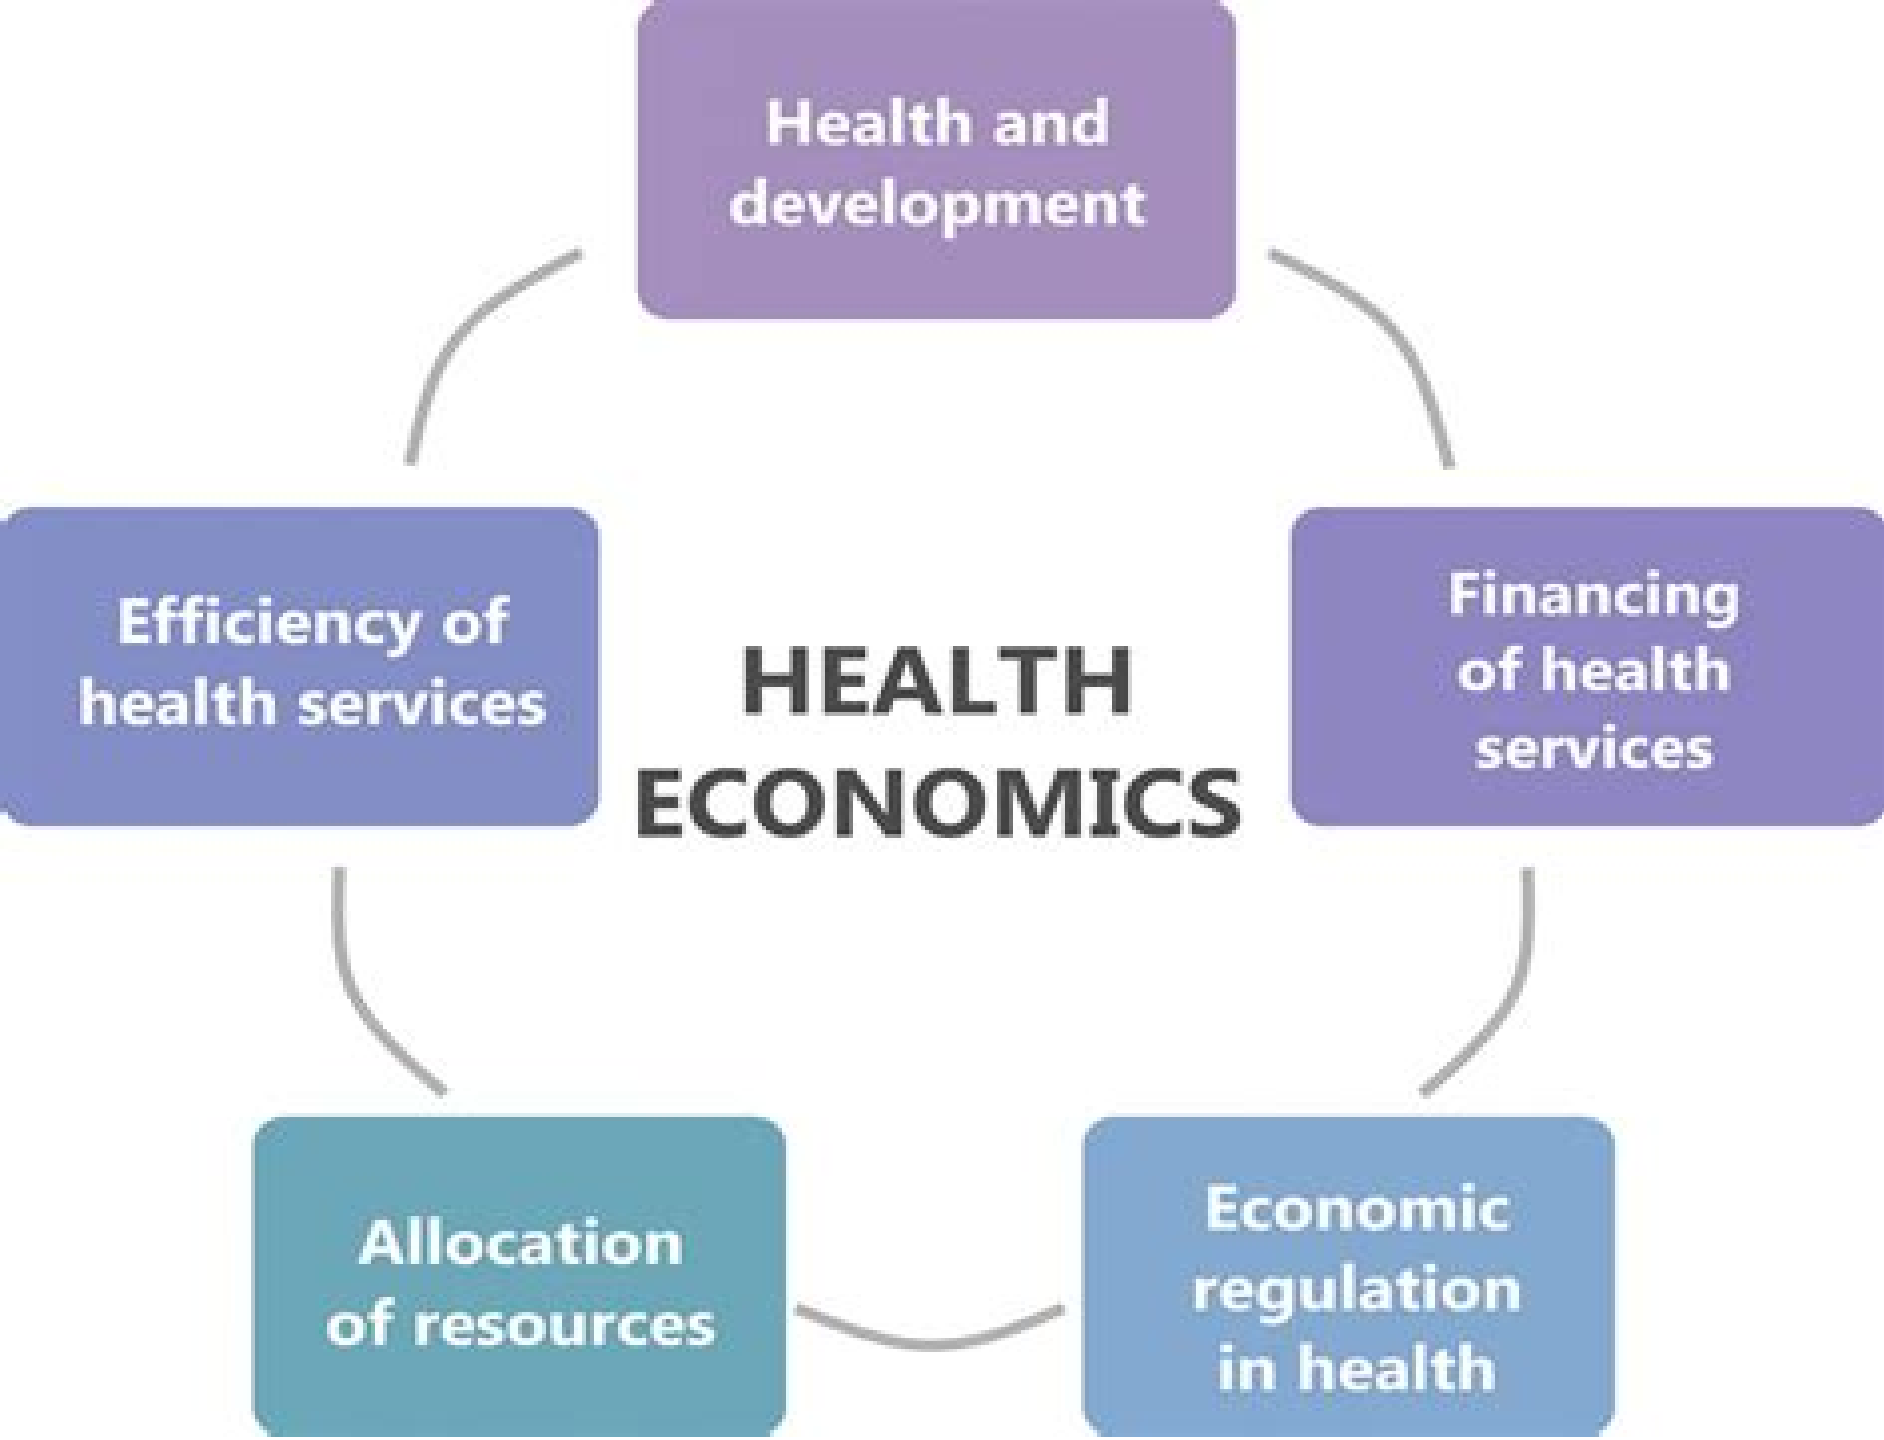 Health and
development
Efficiency of
health services
HEALTH
ECONOMICS
Financing
of health
services
Allocation
of resources
Economic
regulation
in health